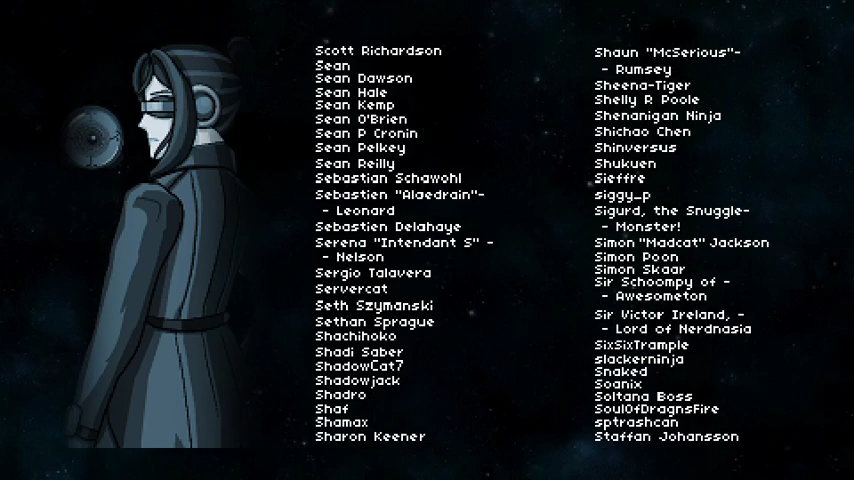 Scott Richardson
Sean
Sean Dawson
Sean Hale
Sean Kemp
Sean O'Brien
Sean P Cronin
Sean Pelkey
Sean Reilly
Sebastian Schawohl
Sebastien "Alaedrain"-
- Leonard
Sebastien Delahaye
Serena "Intendant S" -
- Nelson
Sergio Talavera
Servercat
Seth Szymanski
Sethan Sprague
Shachihoko
Shadi Saber
ShadowCat7
Shadowjack
Shadro
Shaf
Shamax
Sharon Keener
Shaun "McSerious"-
- Rumsey
Sheena-Tiger
Shelly R Poole
Shenanigan Ninja
Shichao Chen
Shinversus
Shukuen
Sieffre
siggy_p
Sigurd, the Snuggle-
- Monster!
Simon "Madcat" Jackson
Simon Poon
Simon Skaar
Sir Schoompy of -
- Awesometon
Sir Victor Ireland, -
- Lord of Nerdnasia
SixSixTrample
slackerninja
Snaked
Soanix
Soltana Boss
SoulOfDragnsFire
sptrashcan
Staffan Johansson